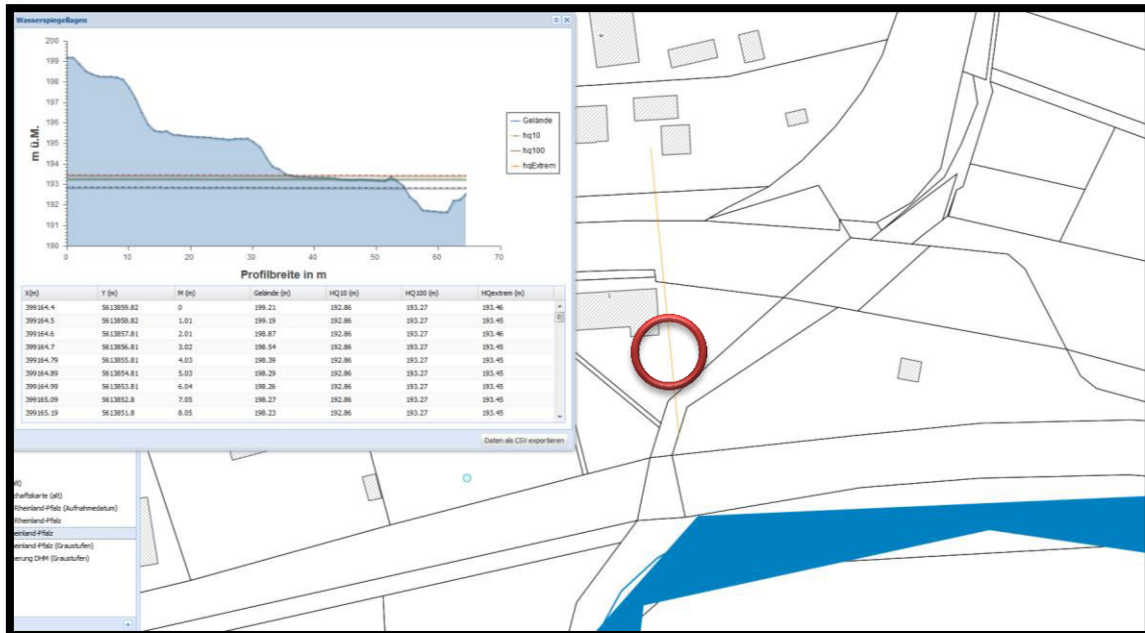 Wasserspiegellagen
200
199
198
197
196
195
194
193
192
191
190
m ü.M.
0 10 20 30 40 50 60 70
Profilbreite in m
Gelände
hq10
hq100
hqExtrem
X(m) Y (m) M (m) Gelände (m) HQ10 (m) HQ100 (m) HQextrem (m)
399164.4 5613859.82 0 199.21 192.86 193.27 193.46
399164.5 5613858.82 1.01 199.19 192.86 193.27 193.45
399164.6 5613857.81 2.01 198.87 192.86 193.27 193.46
399164.7 5613856.81 3.02 198.54 192.86 193.27 193.45
399164.79 5613855.81 4.03 198.39 192.86 193.27 193.45
399164.89 5613854.81 5.03 198.29 192.86 193.27 193.45
399164.99 5613853.81 6.04 198.26 192.86 193.27 193.45
399165.09 5613852.8 7.05 198.27 192.86 193.27 193.45
399165.19 5613851.8 8.05 198.23 192.86 193.27 193.45
Daten als CSV exportieren
1
lt)
chaftskarte (alt)
Rheinland-Pfalz (Aufnahmedatum)
Rheinland-Pfalz
einland-Pfalz
einland-Pfalz (Graustufen)
erung DHM (Graustufen)